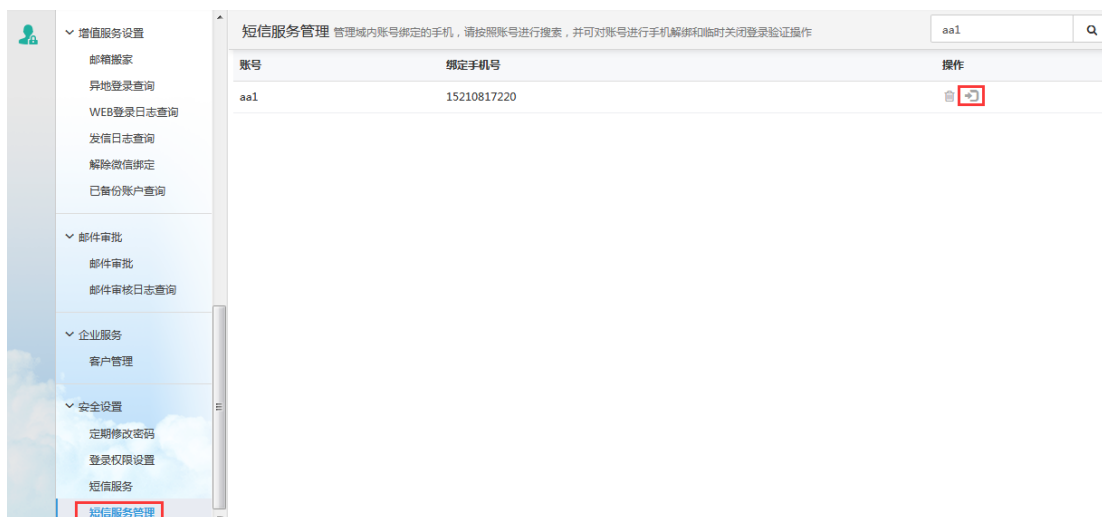 增值服务设置
邮箱搬家
异地登录查询
WEB登录日志查询
发信日志查询
解除微信绑定
已备份账户查询
邮件审批
邮件审批
邮件审核日志查询
企业服务
客户管理
安全设置
定期修改密码
登录权限设置
短信服务
短信服务管理
短信服务管理 管理域内账号绑定的手机，请按照账号进行搜索，并可对账号进行手机解绑和临时关闭登录验证操作
aa1
账号 绑定手机号 操作
aa1 15210817220